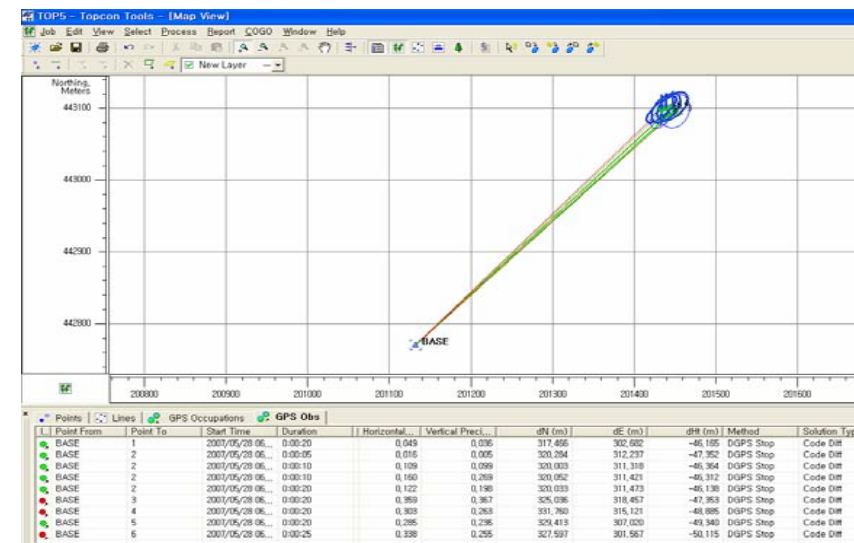 TOP5 - Topcon Tools - [Map View]
Job Edit View Select Process Report COGO Window Help
New Layer
Northing, Meters
443100
443000
442900
442800
BASE
200800 200900 201000 201100 201200 201300 201400 201500 201600
Points Lines GPS Occupations GPS Obs
I... Point From Point To Start Time Duration Horizontal... Vertical Preci... dN (m) dE (m) dHt (m) Method Solution Typ
BASE 1 2007/05/28 06... 0:00:20 0,049 0,036 317,466 302,682 -46,165 DGPS Stop Code Diff
BASE 2 2007/05/28 06... 0:00:05 0,016 0,005 320,284 312,237 -47,352 DGPS Stop Code Diff
BASE 2 2007/05/28 06... 0:00:10 0,109 0,099 320,003 311,318 -46,364 DGPS Stop Code Diff
BASE 2 2007/05/28 06... 0:00:10 0,160 0,269 320,052 311,421 -46,312 DGPS Stop Code Diff
BASE 2 2007/05/28 06... 0:00:20 0,122 0,198 320,033 311,473 -46,138 DGPS Stop Code Diff
BASE 3 2007/05/28 06... 0:00:20 0,359 0,367 325,036 318,457 -47,353 DGPS Stop Code Diff
BASE 4 2007/05/28 06... 0:00:20 0,303 0,263 331,760 315,121 -48,885 DGPS Stop Code Diff
BASE 5 2007/05/28 06... 0:00:20 0,285 0,236 329,413 307,020 -49,340 DGPS Stop Code Diff
BASE 6 2007/05/28 06... 0:00:25 0,338 0,255 327,597 301,567 -50,115 DGPS Stop Code Diff